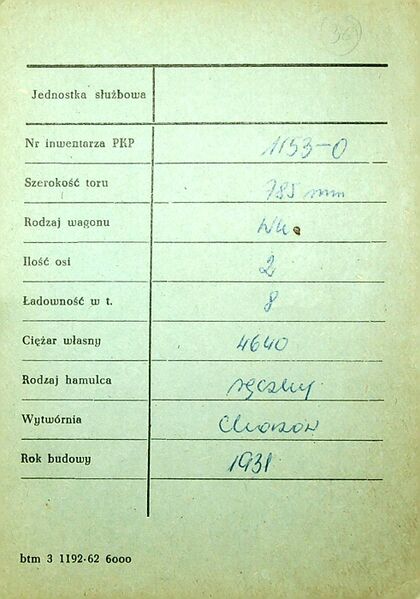 36
Jednostka służbowa
Nr inwentarza PKP 1153-0
Szerokość toru 785 mm
Rodzaj wagonu
Ilość osi 2
Ładowność w t. 8
Ciężar własny 4640
Rodzaj hamulca ręczny
Wytwórnia Chorzów
Rok budowy 1931
btm 3 1192-62 6000